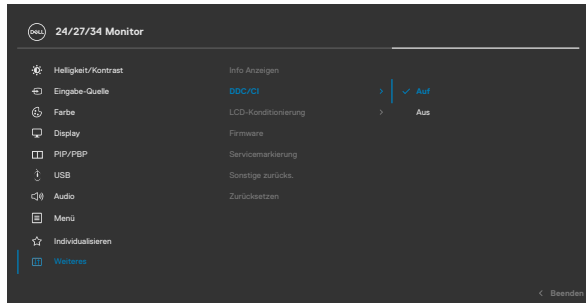 DELL 24/27/34 Monitor
Helligkeit/Kontrast Info Anzeigen
Eingabe-Quelle DDC/CI > ✓ Auf
Farbe LCD-Konditionierung > Aus
Display Firmware
PIP/PBP Servicemarkierung
USB Sonstige zurücks.
Audio Zurücksetzen
Menü
Individualisieren
Weiteres
< Beenden